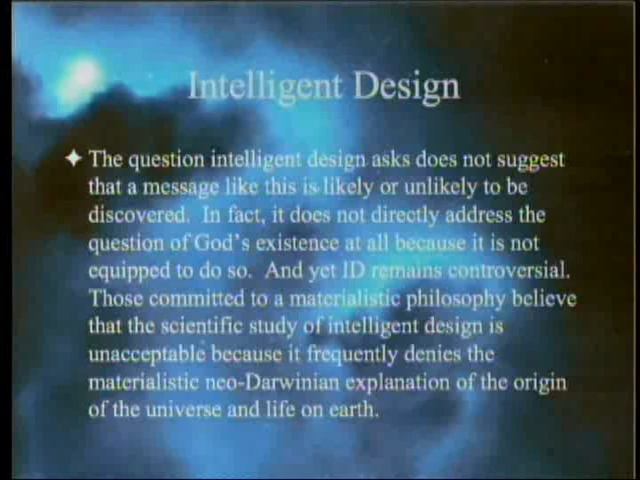 Intelligent Design
The question intelligent design asks does not suggest
that a message like this is likely or unlikely to be
discovered. In fact, it does not directly address the
question of God's existence at all because it is not
equipped to do so. And yet ID remains controversial.
Those committed to a materialistic philosophy believe
that the scientific study of intelligent design is
unacceptable because it frequently denies the
materialistic neo-Darwinian explanation of the origin
of the universe and life on earth.